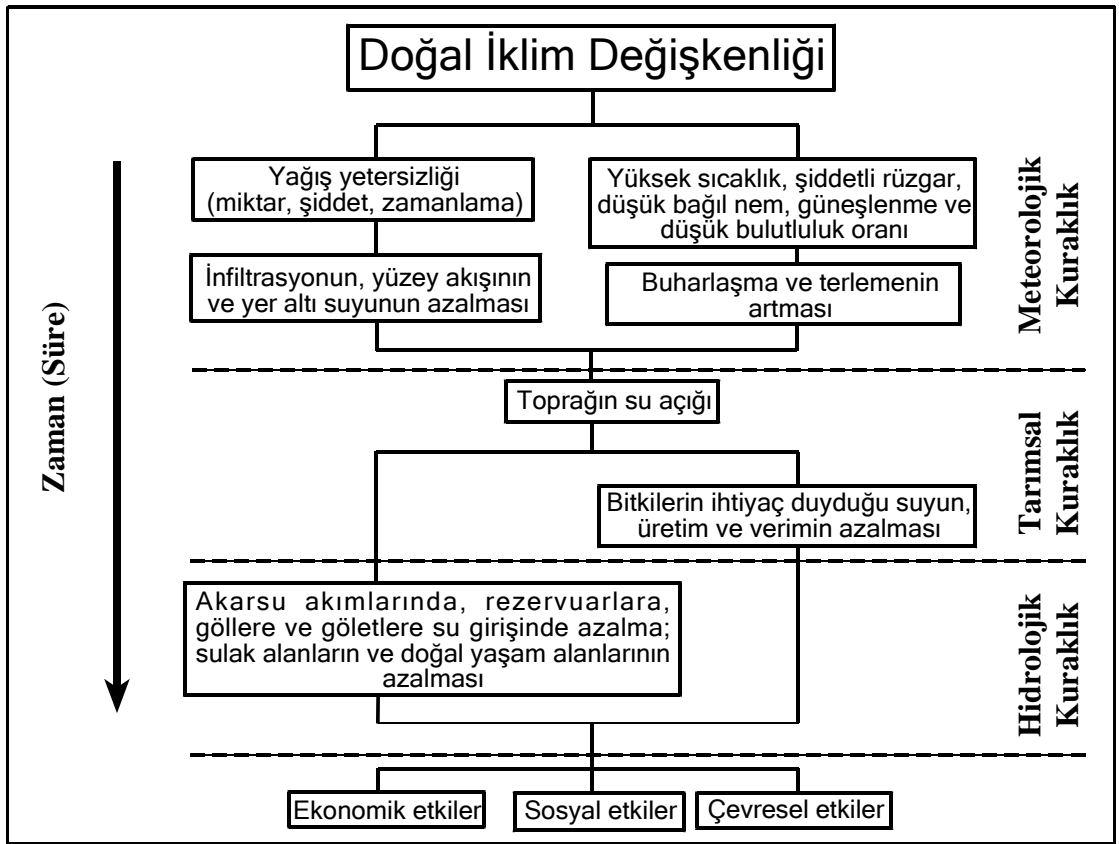 Doğal İklim Değişkenliği
Yağış yetersizliği
(miktar, şiddet, zamanlama)
Yüksek sıcaklık, şiddetli rüzgar,
düşük bağıl nem, güneşlenme ve
düşük bulutluluk oranı
İnfiltrasyonun, yüzey akışının
ve yer altı suyunun azalması
Buharlaşma ve terlemenin
artması
Meteorolojik
Kuraklık
Zaman (Süre)
Toprağın su açığı
Bitkilerin ihtiyaç duyduğu suyun,
üretim ve verimin azalması
Tarımsal
Kuraklık
Akarsu akımlarında, rezervuarlara,
göllere ve göletlere su girişinde azalma;
sulak alanların ve doğal yaşam alanlarının
azalması
Hidrolojik
Kuraklık
Ekonomik etkiler
Sosyal etkiler
Çevresel etkiler